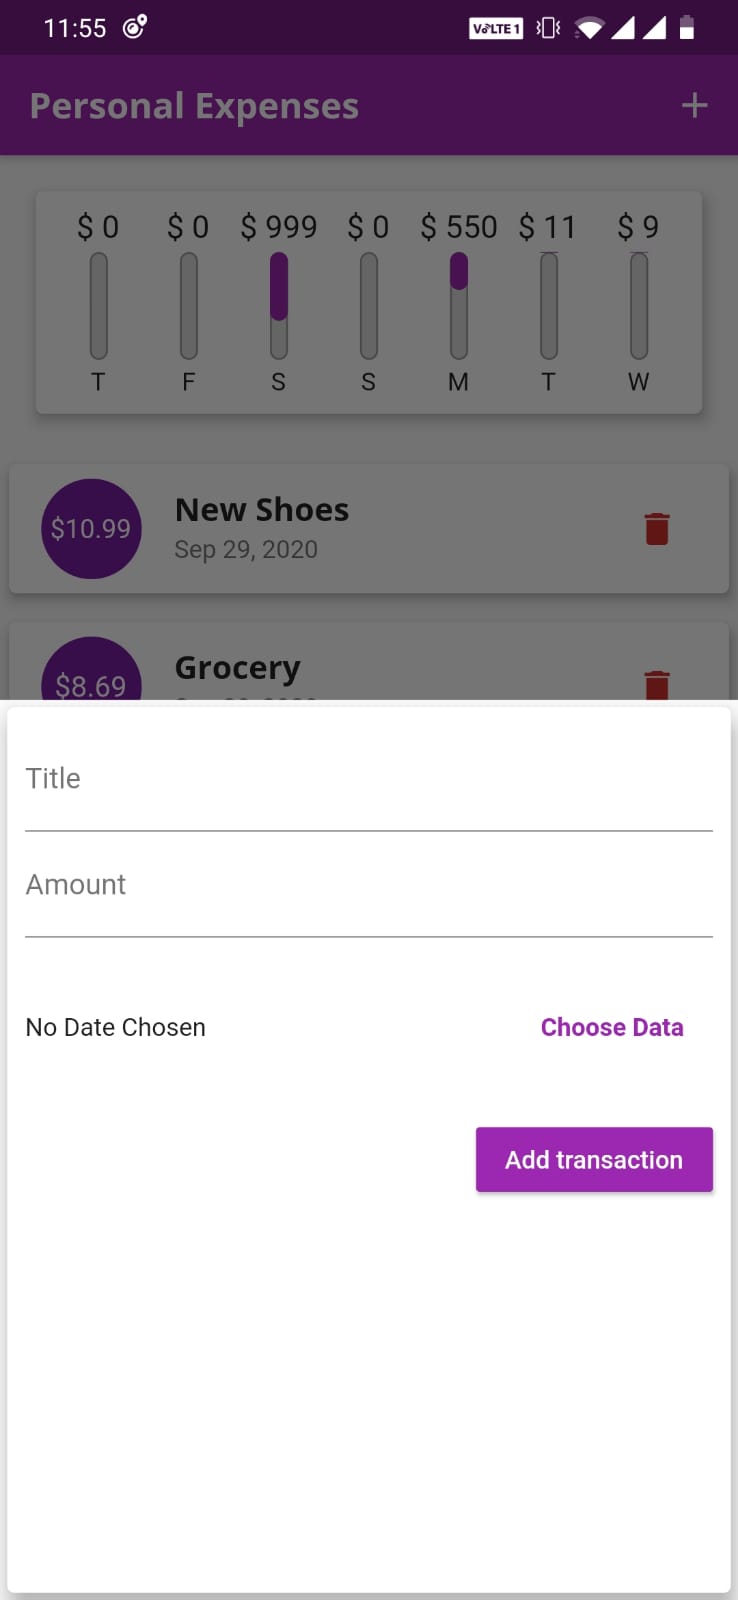 11:55 VoLTE 1
Personal Expenses +
$ 0 $ 0 $ 999 $ 0 $ 550 $ 11 $ 9
T F S S M T W
$10.99 New Shoes
Sep 29, 2020
$8.69 Grocery
Title
Amount
No Date Chosen Choose Data
Add transaction